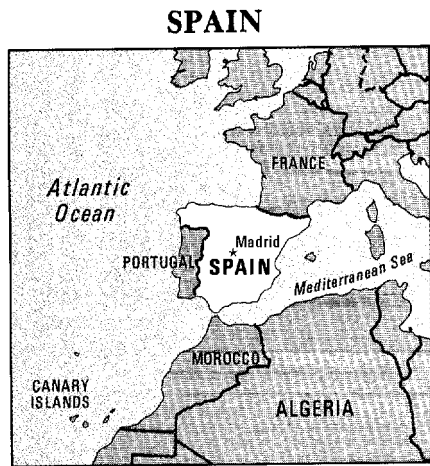 SPAIN
FRANCE
Atlantic
Ocean
Madrid
PORTUGAL
SPAIN
Mediterranean Sea
MOROCCO
CANARY
ISLANDS
ALGERIA